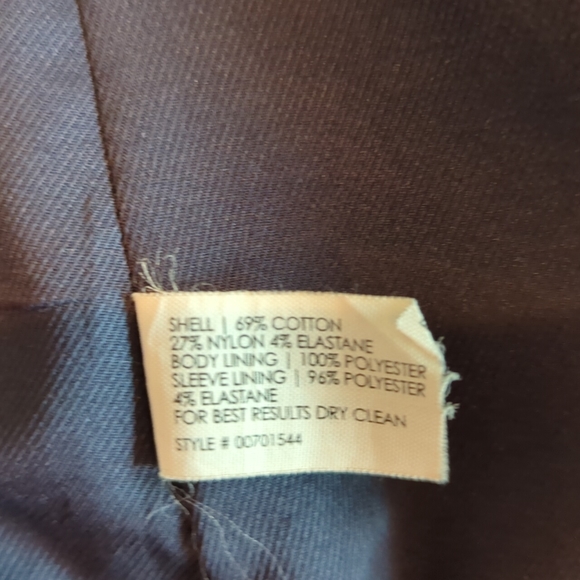 SHELL | 69% COTTON
27% NYLON 4% ELASTANE
BODY LINING | 100% POLYESTER
SLEEVE LINING | 96% POLYESTER
4% ELASTANE
FOR BEST RESULTS DRY CLEAN
STYLE # 00701544